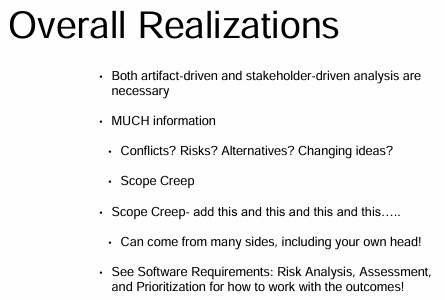 Overall Realizations
• Both artifact-driven and stakeholder-driven analysis are
necessary
• MUCH information
• Conflicts? Risks? Alternatives? Changing ideas?
• Scope Creep
• Scope Creep- add this and this and this and this…..
• Can come from many sides, including your own head!
• See Software Requirements: Risk Analysis, Assessment,
and Prioritization for how to work with the outcomes!